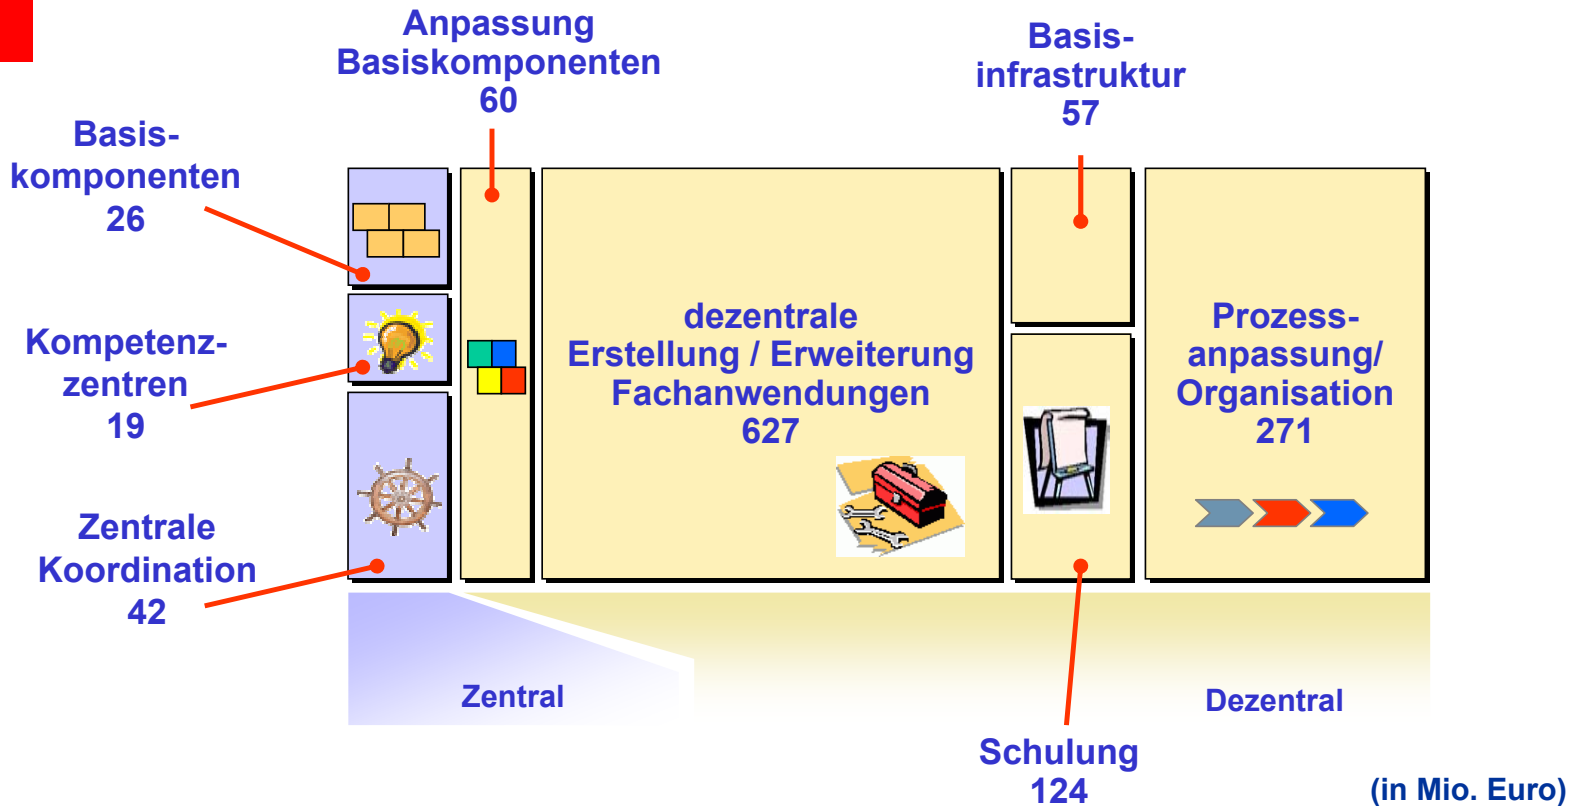 Anpassung
Basiskomponenten
60
Basis-
infrastruktur
57
Basis-
komponenten
26
Kompetenz-
zentren
19
Zentrale
Koordination
42
dezentrale
Erstellung / Erweiterung
Fachanwendungen
627
Prozess-
anpassung/
Organisation
271
Zentral
Dezentral
Schulung
124
(in Mio. Euro)